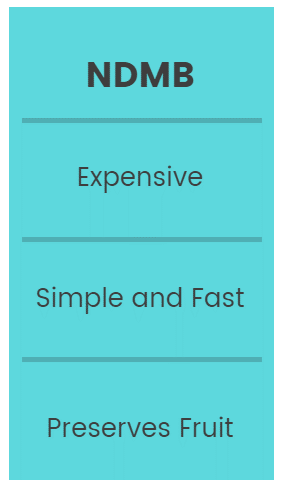 NDMB
Expensive
Simple and Fast
Preserves Fruit